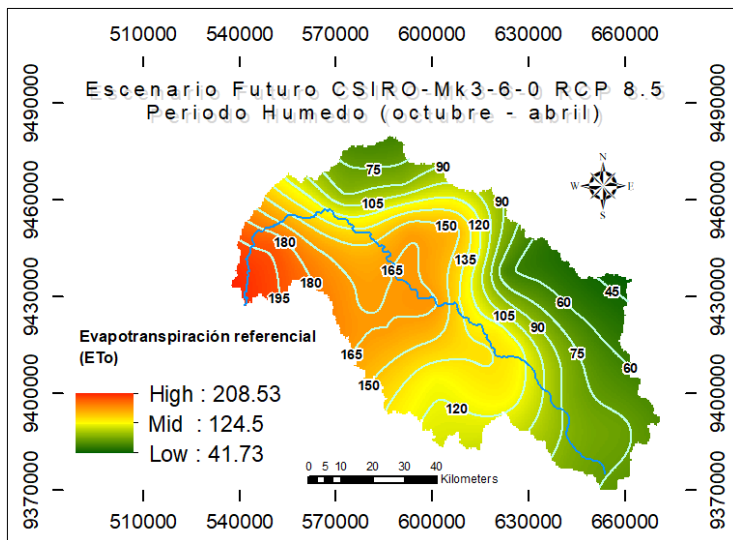 510000 540000 570000 600000 630000 660000
Escenario Futuro CSIRO-Mk3-6-0 RCP 8.5
Periodo Humedo (octubre - abril)
9490000
9490000
9460000
9460000
9430000
9430000
9400000
9400000
9370000
9370000
N
W
E
S
75
90
105
90
150
120
180
135
165
180
195
45
60
105
90
75
60
165
150
120
Evapotranspiración referencial
(ETo)
High : 208.53
Mid : 124.5
Low : 41.73
0 5 10 20 30 40
Kilometers
510000 540000 570000 600000 630000 660000